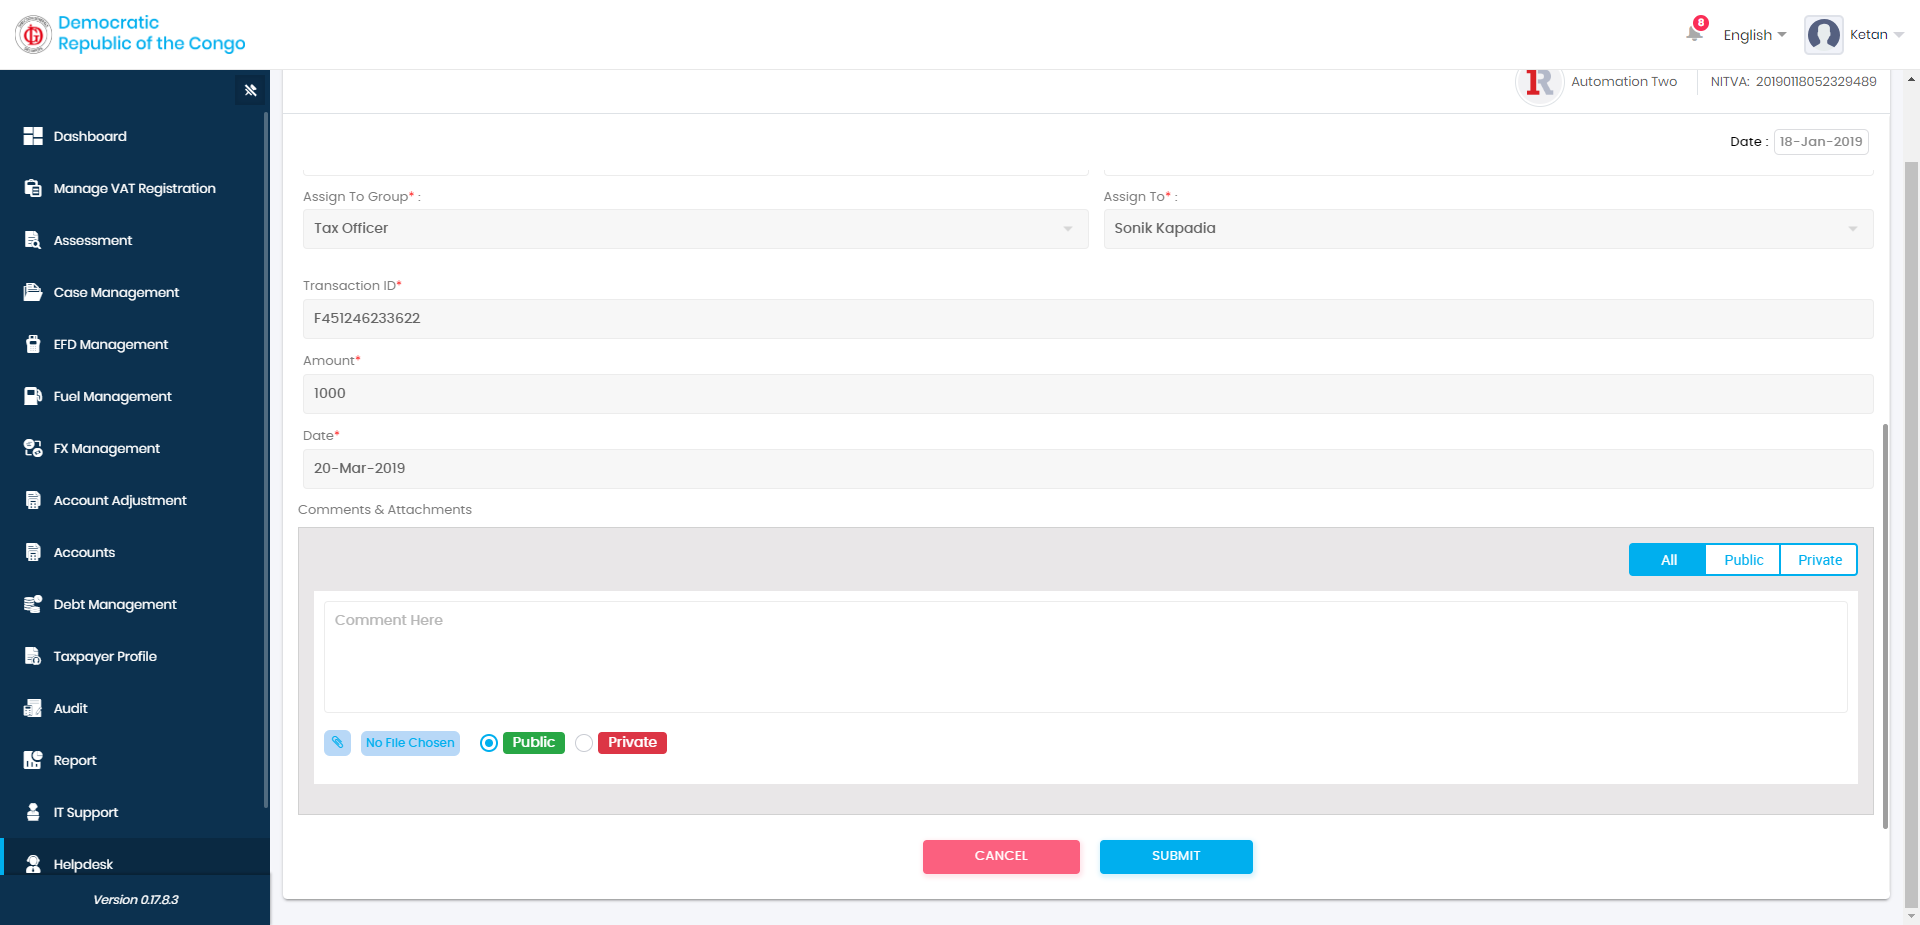 Democratic
Republic of the Congo
8
English
Ketan
Automation Two
NITVA: 20190118052329489
Date : 18-Jan-2019
Dashboard
Manage VAT Registration
Assessment
Case Management
EFD Management
Fuel Management
FX Management
Account Adjustment
Accounts
Debt Management
Taxpayer Profile
Audit
Report
IT Support
Helpdesk
Version 0.17.8.3
Assign To Group* :
Assign To* :
Tax Officer
Sonik Kapadia
Transaction ID*
F451246233622
Amount*
1000
Date*
20-Mar-2019
Comments & Attachments
All
Public
Private
Comment Here
No File Chosen
Public
Private
CANCEL
SUBMIT